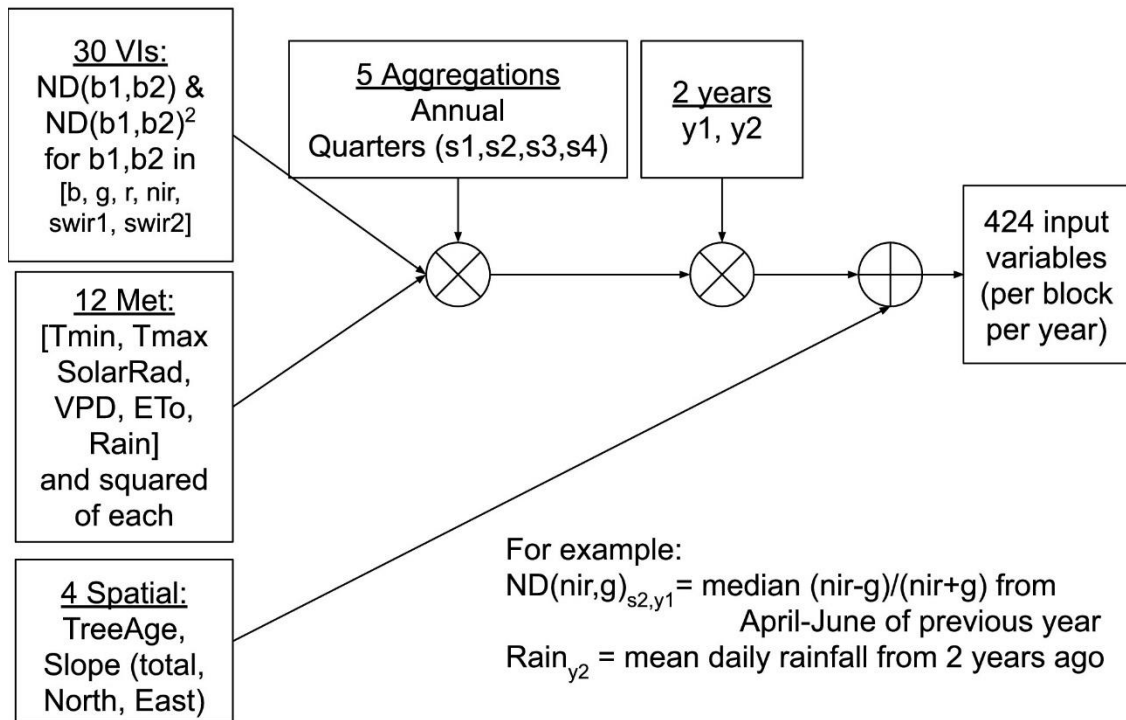 30 VIs:
ND(b1,b2) &
ND(b1,b2)²
for b1,b2 in
[b, g, r, nir,
swir1, swir2]
5 Aggregations
Annual
Quarters (s1,s2,s3,s4)
2 years
y1, y2
424 input
variables
(per block
per year)
12 Met:
[Tmin, Tmax
SolarRad,
VPD, ETo,
Rain]
and squared
of each
4 Spatial:
TreeAge,
Slope (total,
North, East)
For example:
ND(nir,g)s2,y1= median (nir-g)/(nir+g) from
April-June of previous year
Rainy2 = mean daily rainfall from 2 years ago